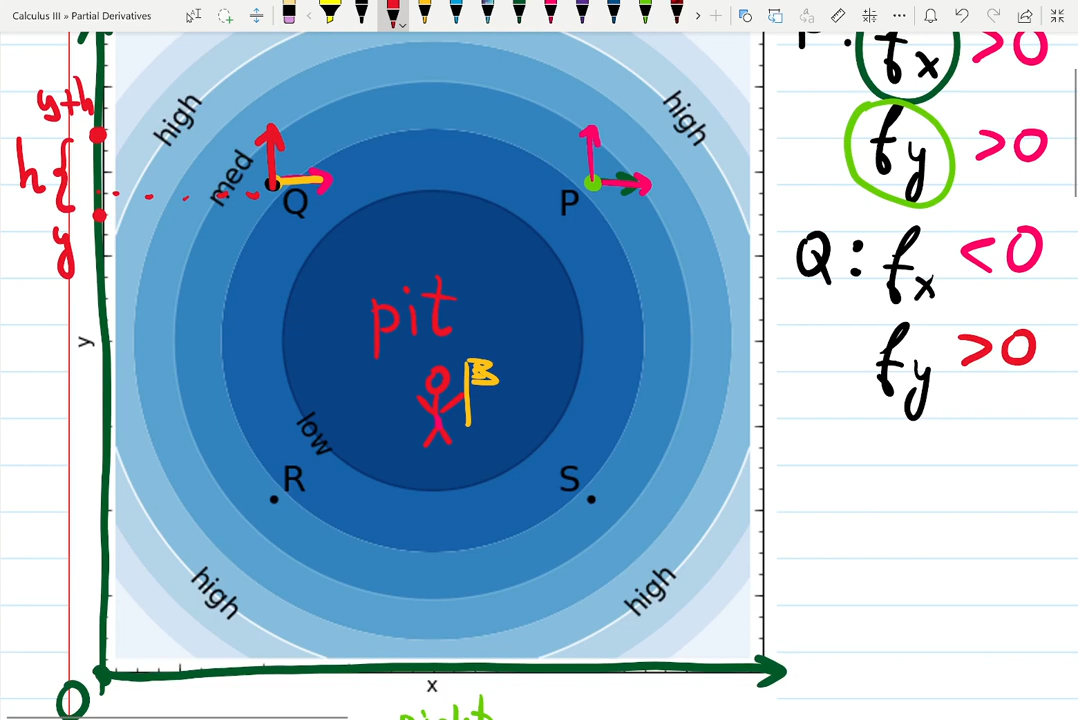 Calculus III » Partial Derivatives
P: fx >0
fy >0
Q: fx <0
fy >0
y+h
h {
y
high
high
med
Q
P
pit
low
R
S
high
high
y
x
0
right